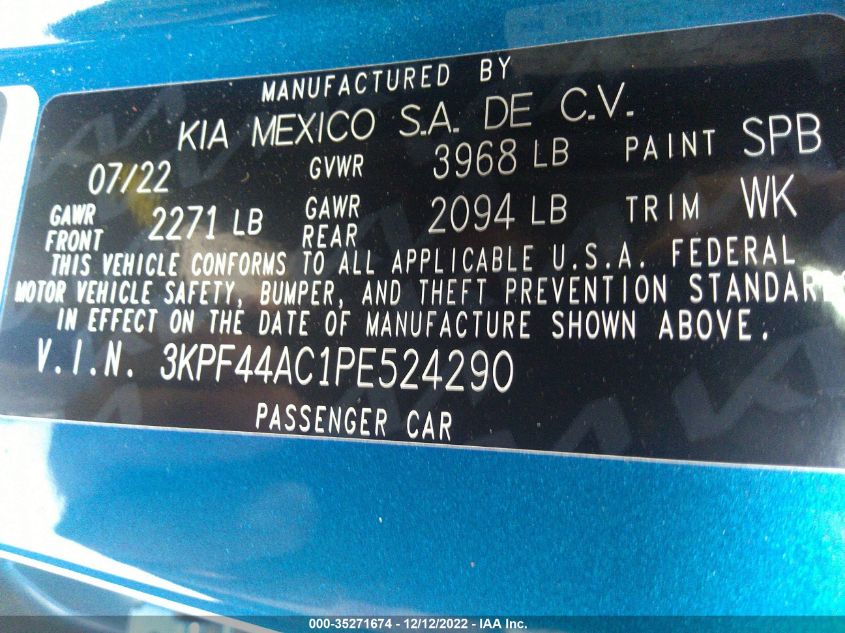 MANUFACTURED BY
KIA MEXICO S.A. DE C.V.
07/22 GVWR 3968 LB PAINT SPB
GAWR FRONT 2271 LB GAWR REAR 2094 LB TRIM WK
THIS VEHICLE CONFORMS TO ALL APPLICABLE U.S.A. FEDERAL
MOTOR VEHICLE SAFETY, BUMPER, AND THEFT PREVENTION STANDARDS
IN EFFECT ON THE DATE OF MANUFACTURE SHOWN ABOVE.
V.I.N. 3KPF44AC1PE524290
PASSENGER CAR
000-35271674 - 12/12/2022 - IAA Inc.